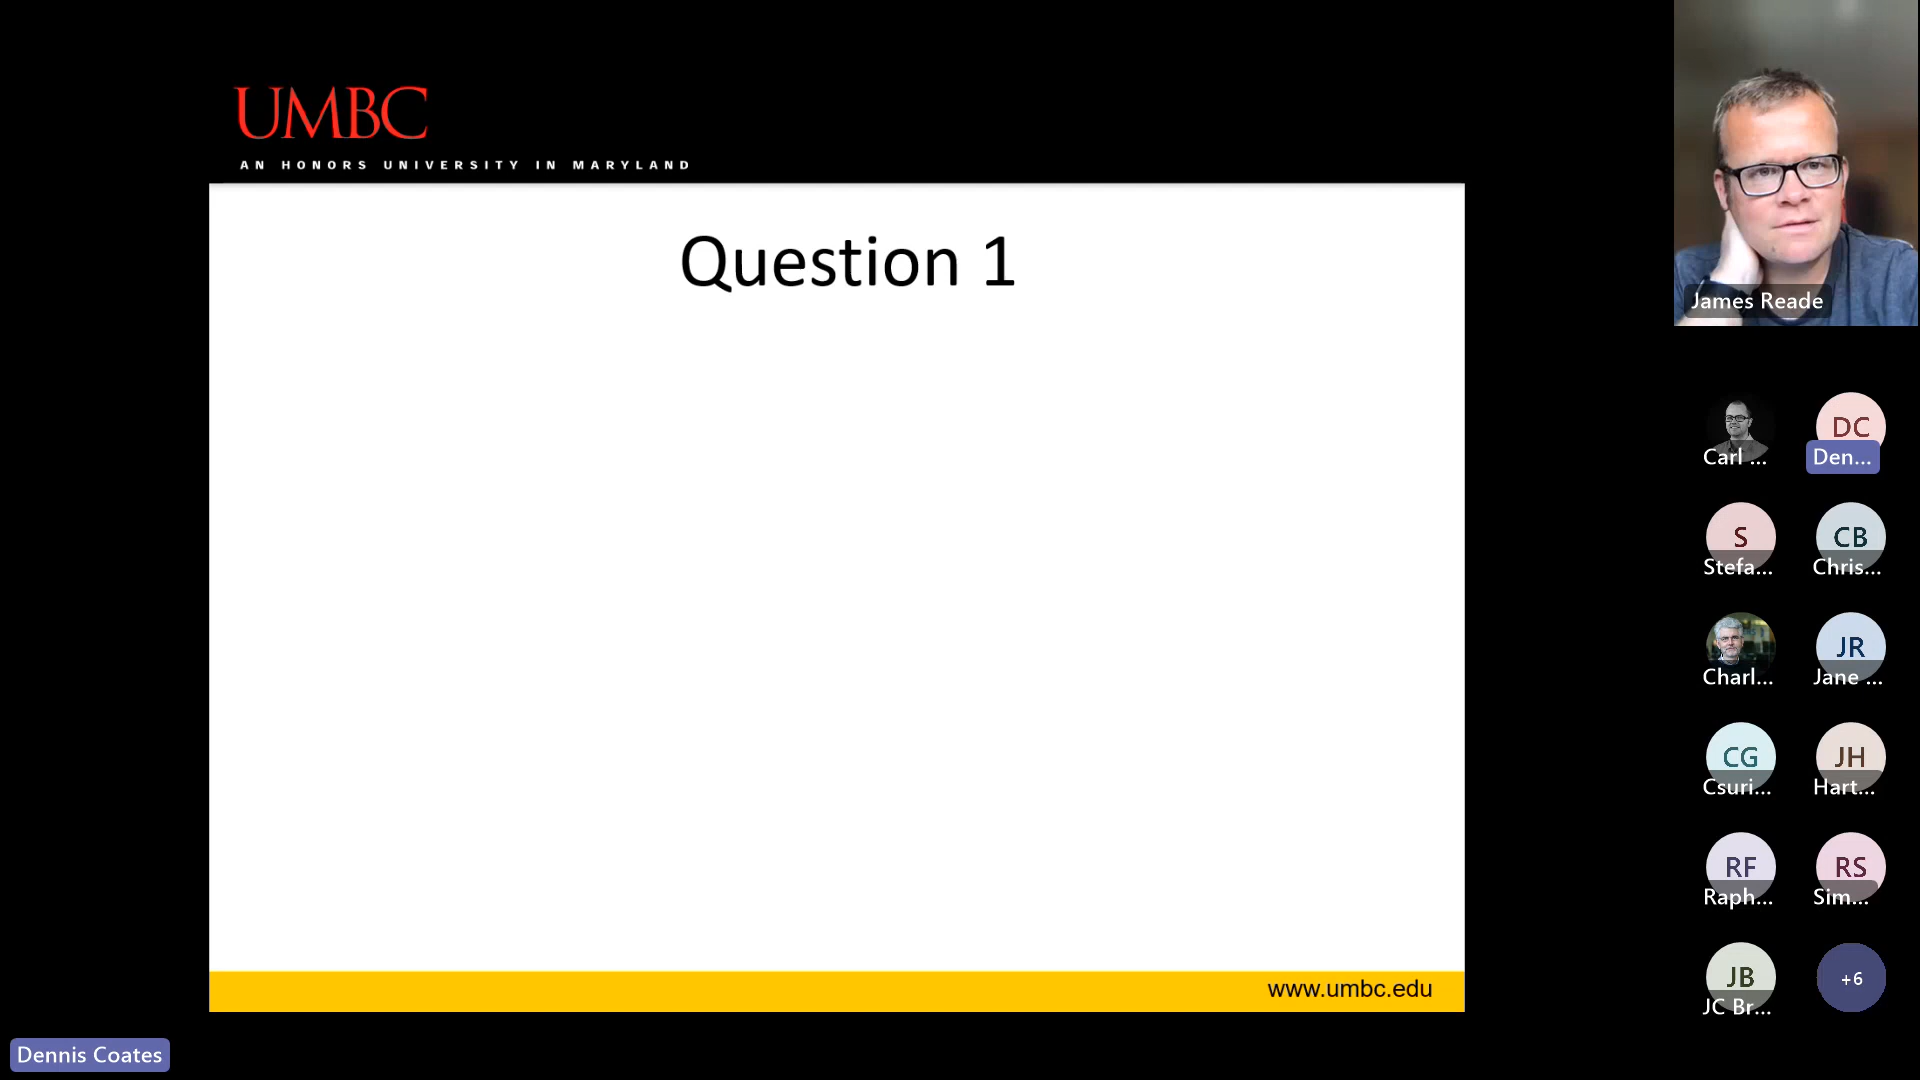 UMBC
AN HONORS UNIVERSITY IN MARYLAND
Question 1
www.umbc.edu
Dennis Coates
James Reade
Carl ...
DC
Den...
S
Stefa...
CB
Chris...
Charl...
JR
Jane ...
CG
Csuri...
JH
Hart...
RF
Raph...
RS
Sim...
JB
JC Br...
+6